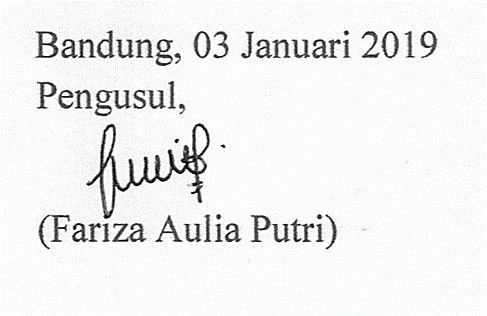 Bandung, 03 Januari 2019
Pengusul,
(Fariza Aulia Putri)